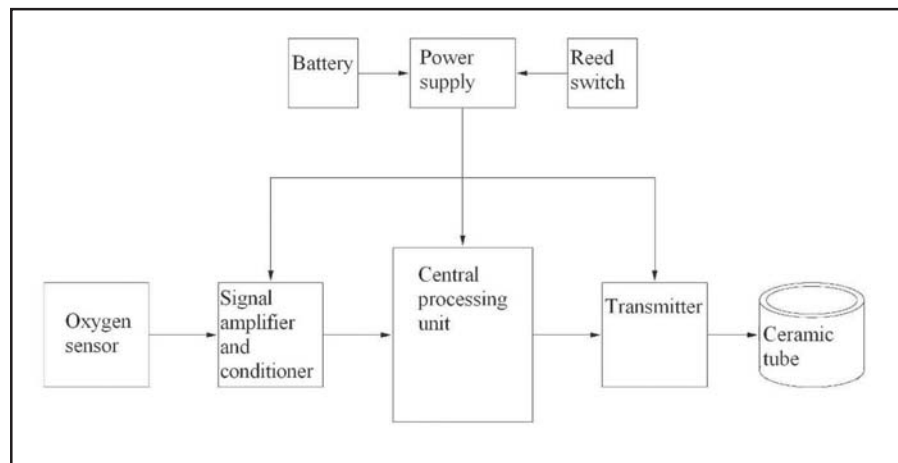 Battery
Power
supply
Reed
switch
Oxygen
sensor
Signal
amplifier
and
conditioner
Central
processing
unit
Transmitter
Ceramic
tube